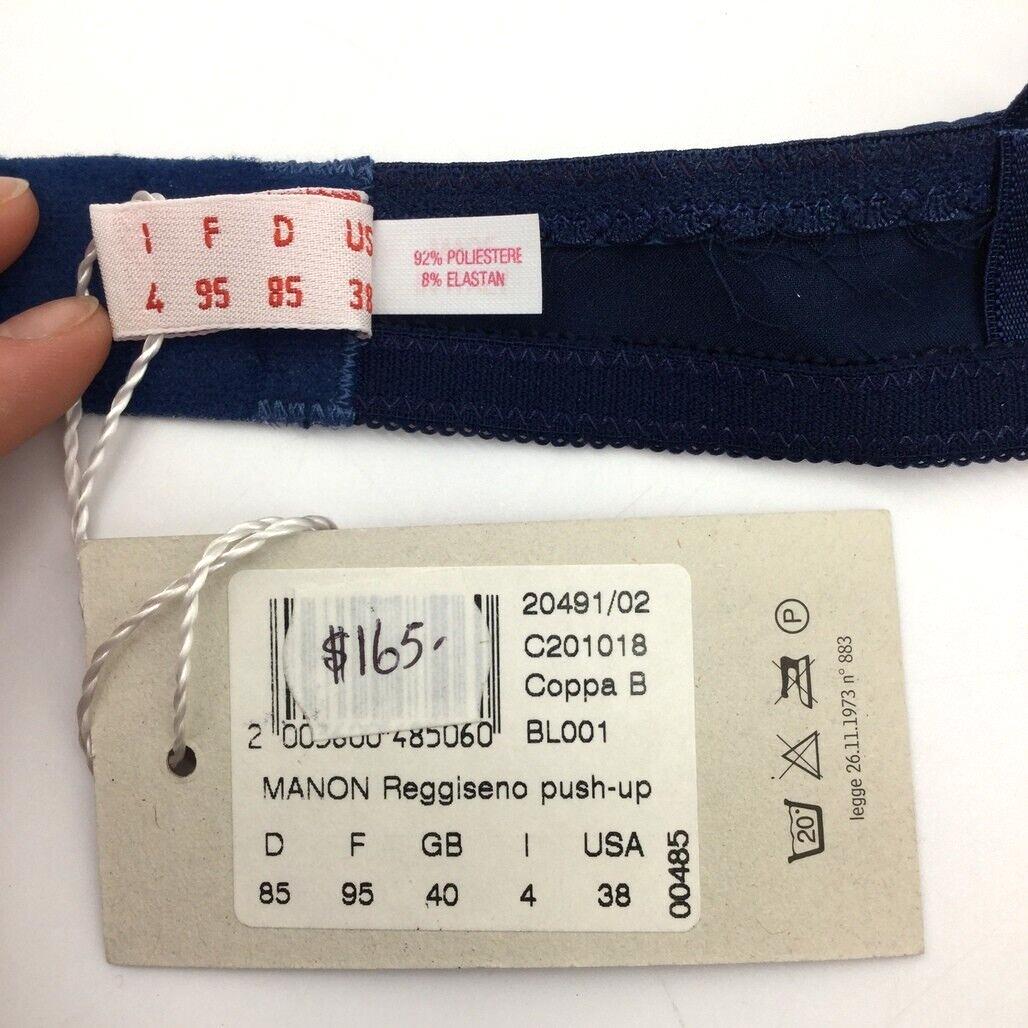 I F D US
4 95 85 38
92% POLIESTERE
8% ELASTAN
$165.-
20491/02
C201018
Coppa B
BL001
2 485060
MANON Reggiseno push-up
D F GB I USA
85 95 40 4 38
00485
P
20°
legge 26.11.1973 n° 883